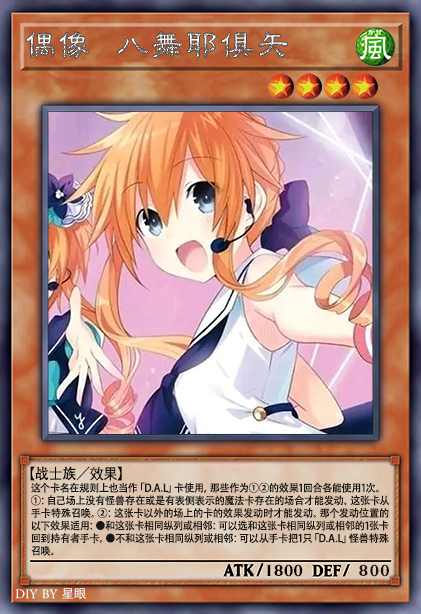 偶像 八舞耶俱矢
かぜ
風
【战士族／效果】
这个卡名在规则上也当作「D.A.L」卡使用，那些作为①②的效果1回合各能使用1次。
①：自己场上没有怪兽存在或是有表侧表示的魔法卡存在的场合才能发动。这张卡从
手卡特殊召唤。②：这张卡以外的场上的卡的效果发动时才能发动。那个发动位置的
以下效果适用：●和这张卡相同纵列或相邻：可以选和这张卡相同纵列或相邻的1张卡
回到持有者手卡。●不和这张卡相同纵列或相邻：可以从手卡把1只「D.A.L」怪兽特殊
召唤。
ATK/1800 DEF/ 800
DIY BY 星眼